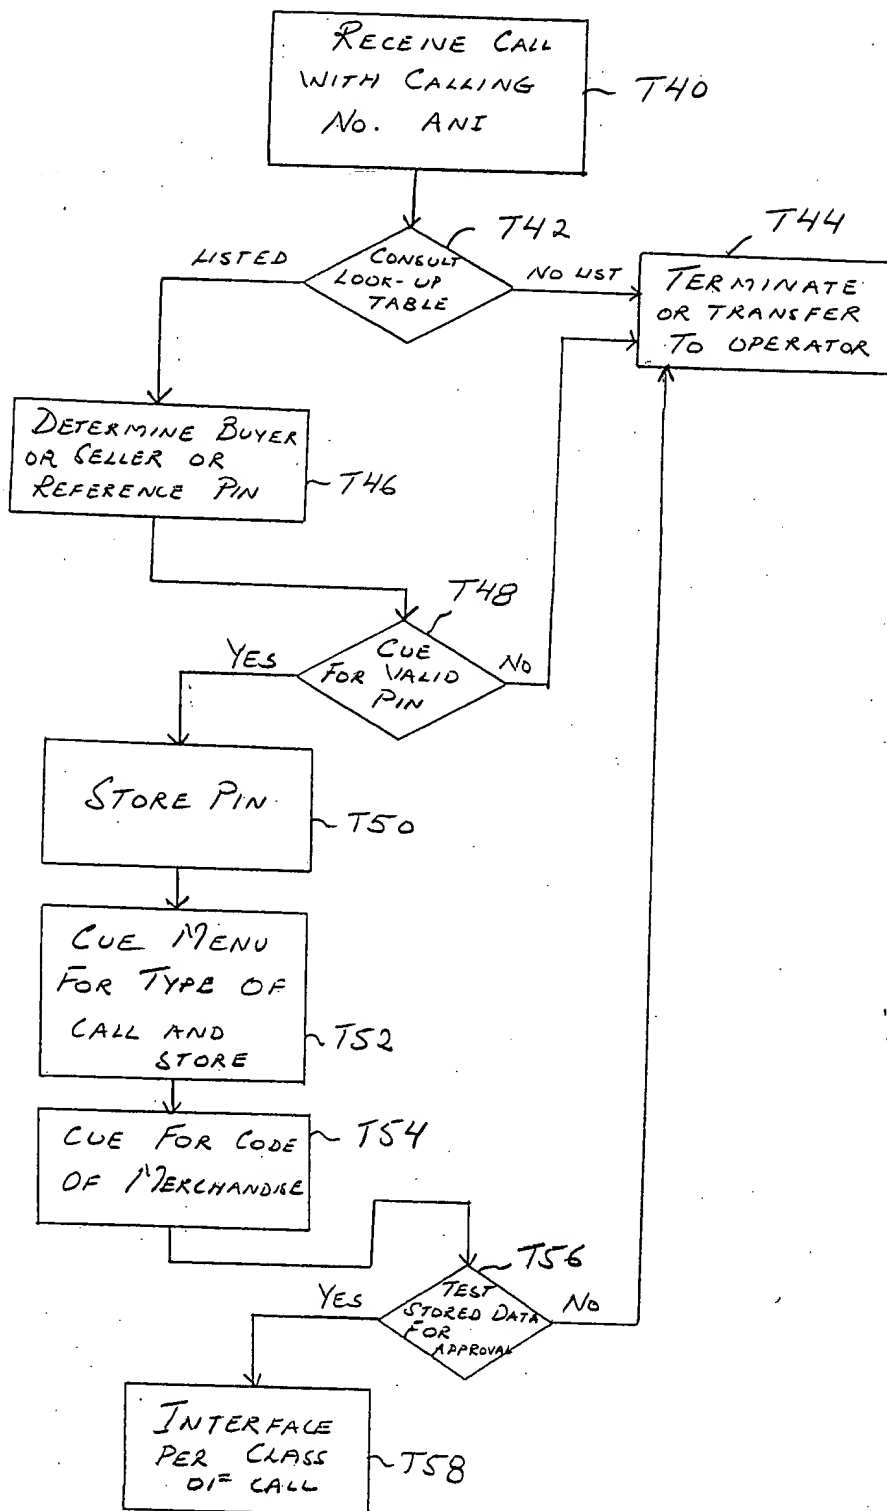 RECEIVE CALL
WITH CALLING
NO. ANI
T40
CONSULT
LOOK-UP
TABLE
T42
LISTED
NO LIST
T44
TERMINATE
OR TRANSFER
TO OPERATOR
DETERMINE BUYER
OR SELLER OR
REFERENCE PIN
T46
T48
CUE
FOR VALID
PIN
YES
NO
STORE PIN
T50
CUE MENU
FOR TYPE OF
CALL AND
STORE
T52
CUE FOR CODE
OF MERCHANDISE
T54
T56
TEST
STORED DATA
FOR
APPROVAL
YES
NO
INTERFACE
PER CLASS
OF CALL
T58